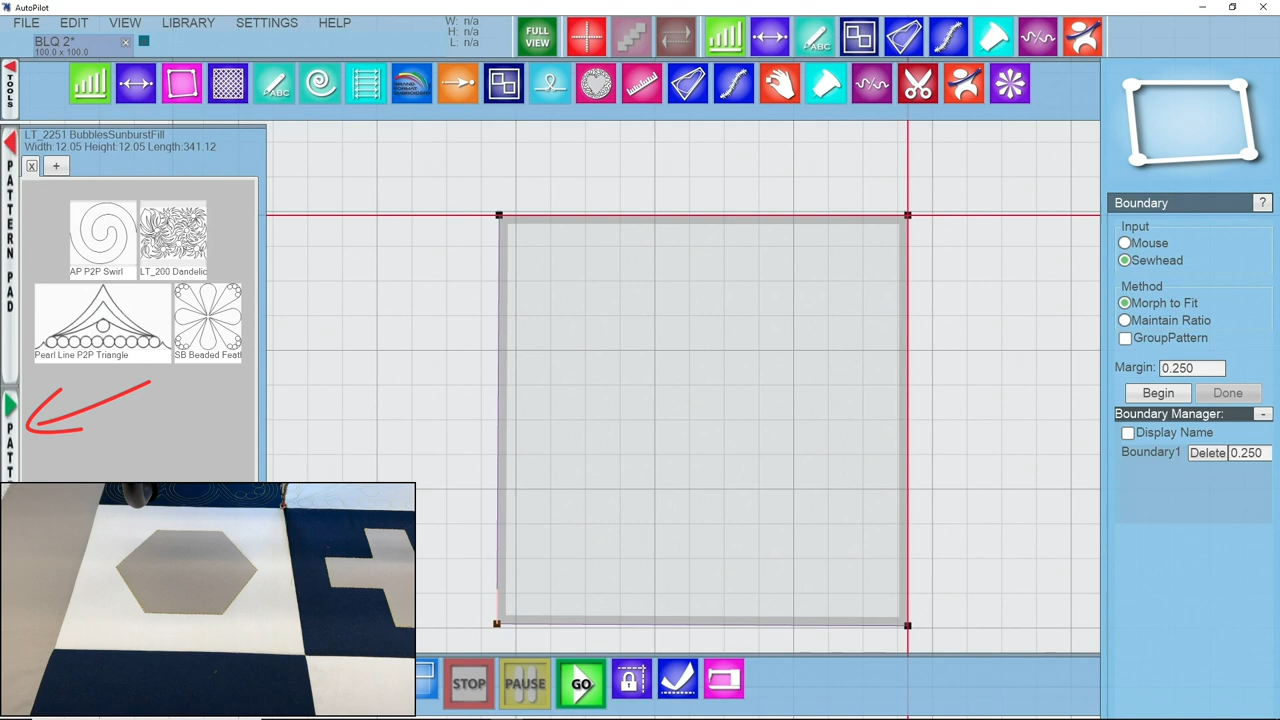 AutoPilot
FILE EDIT VIEW LIBRARY SETTINGS HELP
W: n/a
H: n/a
L: n/a
FULL
VIEW
ABC
BLQ 2*
100.0 x 100.0
TOOLS
ABC
LT_2251 BubblesSunburstFill
Width:12.05 Height:12.05 Length:341.12
X +
PATTERN PAD
AP P2P Swirl
LT_200 Dandelic
Pearl Line P2P Triangle
SB Beaded Feat
PATT
Boundary ?
Input
Mouse
Sewhead
Method
Morph to Fit
Maintain Ratio
GroupPattern
Margin: 0.250
Begin Done
Boundary Manager: -
Display Name
Boundary1 Delete 0.250
STOP PAUSE GO